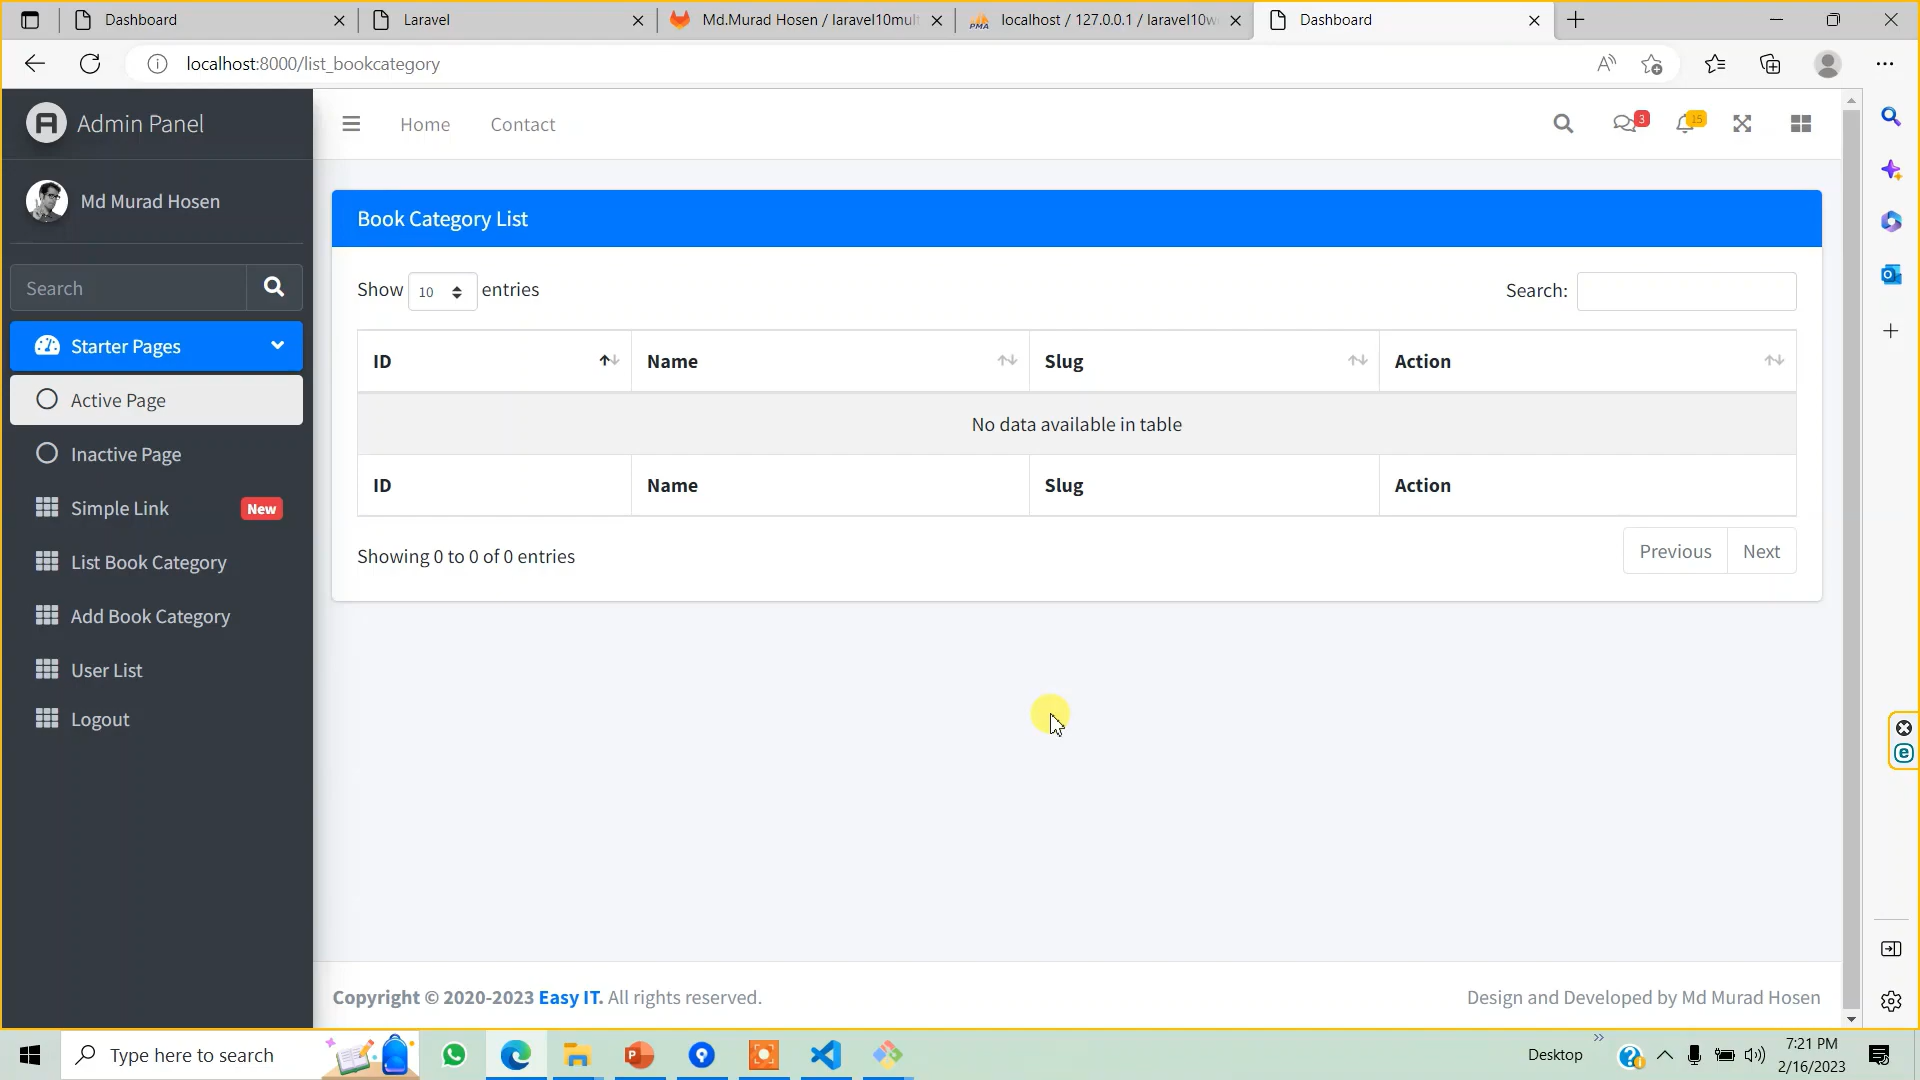 Dashboard
Laravel
Md.Murad Hosen / laravel10mult
localhost / 127.0.0.1 / laravel10w
Dashboard
localhost:8000/list_bookcategory
Admin Panel
Home
Contact
3
15
Md Murad Hosen
Search
Starter Pages
Active Page
Inactive Page
Simple Link
New
List Book Category
Add Book Category
User List
Logout
Book Category List
Show 10 entries
Search:
ID Name Slug Action
No data available in table
ID Name Slug Action
Showing 0 to 0 of 0 entries
Previous Next
Copyright © 2020-2023 Easy IT. All rights reserved.
Design and Developed by Md Murad Hosen
Type here to search
Desktop
7:21 PM
2/16/2023